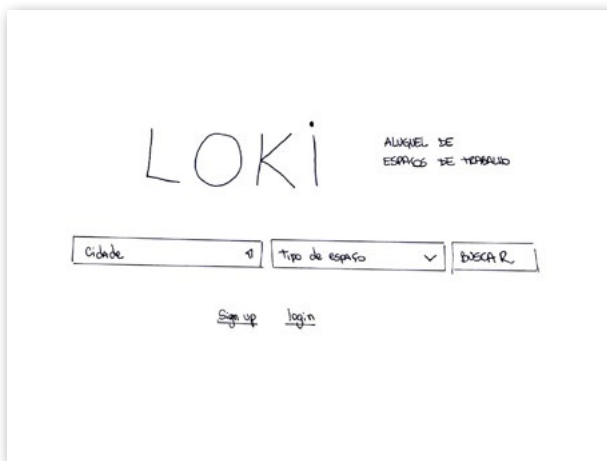 LOKi
ALUGUEL DE
ESPAÇOS DE TRABALHO
Cidade
Tipo de espaço
BUSCAR
Sign up login